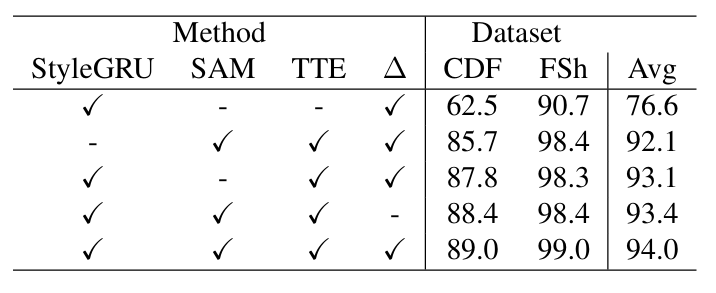 Method Dataset
StyleGRU SAM TTE Δ CDF FSh Avg
✓ - - ✓ 62.5 90.7 76.6
- ✓ ✓ ✓ 85.7 98.4 92.1
✓ - ✓ ✓ 87.8 98.3 93.1
✓ ✓ ✓ - 88.4 98.4 93.4
✓ ✓ ✓ ✓ 89.0 99.0 94.0